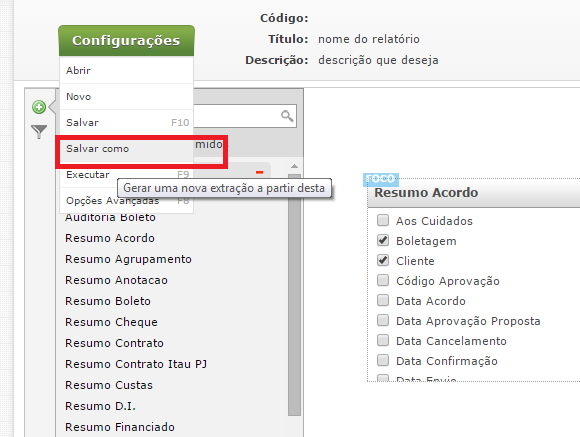 Código:
Título: nome do relatório
Descrição: descrição que deseja
Configurações
Abrir
Novo
Salvar F10
Salvar como
Executar F9
Gerar uma nova extração a partir desta
Opções Avançadas F8
Auditoria Boleto
Resumo Acordo
Resumo Agrupamento
Resumo Anotacao
Resumo Boleto
Resumo Cheque
Resumo Contrato
Resumo Contrato Itau PJ
Resumo Custas
Resumo D.I.
Resumo Financiado
FOCO
Resumo Acordo
Aos Cuidados
Boletagem
Cliente
Código Aprovação
Data Acordo
Data Aprovação Proposta
Data Cancelamento
Data Confirmação
Data Envio